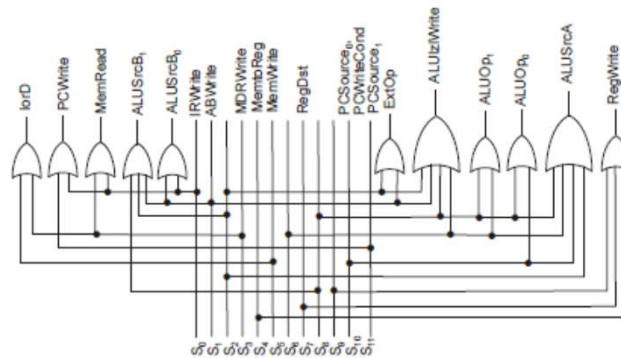 IorD
PCWrite
MemRead
ALUSrcB₁
ALUSrcB₀
IRWrite
ABWrite
MDRWrite
MemtoReg
MemWrite
RegDst
PCSource₀,
PCWriteCond
PCSource₁
ExtOp
ALUlziWrite
ALUOp₁
ALUOp₀
ALUSrcA
RegWrite
S₀
S₁
S₂
S₃
S₄
S₅
S₆
S₇
S₈
S₉
S₁₀
S₁₁